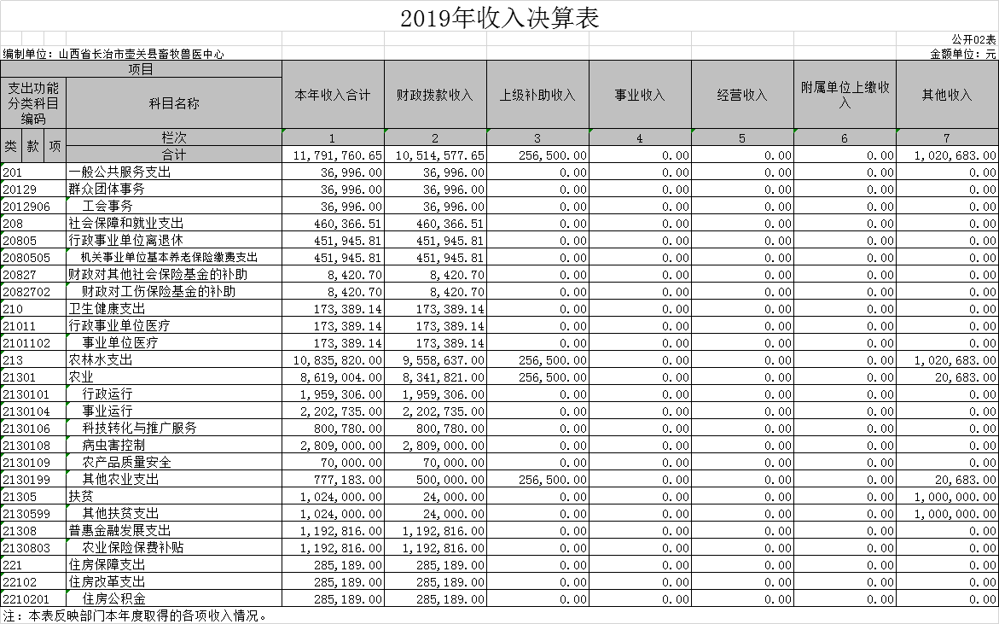 2019年收入决算表
公开02表
编制单位：山西省长治市壶关县畜牧兽医中心 金额单位：元
项目 本年收入合计 财政拨款收入 上级补助收入 事业收入 经营收入 附属单位上缴收入 其他收入
支出功能分类科目编码 科目名称
类 款 项 栏次 1 2 3 4 5 6 7
合计 11,791,760.65 10,514,577.65 256,500.00 0.00 0.00 0.00 1,020,683.00
201 一般公共服务支出 36,996.00 36,996.00 0.00 0.00 0.00 0.00 0.00
20129 群众团体事务 36,996.00 36,996.00 0.00 0.00 0.00 0.00 0.00
2012906 工会事务 36,996.00 36,996.00 0.00 0.00 0.00 0.00 0.00
208 社会保障和就业支出 460,366.51 460,366.51 0.00 0.00 0.00 0.00 0.00
20805 行政事业单位离退休 451,945.81 451,945.81 0.00 0.00 0.00 0.00 0.00
2080505 机关事业单位基本养老保险缴费支出 451,945.81 451,945.81 0.00 0.00 0.00 0.00 0.00
20827 财政对其他社会保险基金的补助 8,420.70 8,420.70 0.00 0.00 0.00 0.00 0.00
2082702 财政对工伤保险基金的补助 8,420.70 8,420.70 0.00 0.00 0.00 0.00 0.00
210 卫生健康支出 173,389.14 173,389.14 0.00 0.00 0.00 0.00 0.00
21011 行政事业单位医疗 173,389.14 173,389.14 0.00 0.00 0.00 0.00 0.00
2101102 事业单位医疗 173,389.14 173,389.14 0.00 0.00 0.00 0.00 0.00
213 农林水支出 10,835,820.00 9,558,637.00 256,500.00 0.00 0.00 0.00 1,020,683.00
21301 农业 8,619,004.00 8,341,821.00 256,500.00 0.00 0.00 0.00 20,683.00
2130101 行政运行 1,959,306.00 1,959,306.00 0.00 0.00 0.00 0.00 0.00
2130104 事业运行 2,202,735.00 2,202,735.00 0.00 0.00 0.00 0.00 0.00
2130106 科技转化与推广服务 800,780.00 800,780.00 0.00 0.00 0.00 0.00 0.00
2130108 病虫害控制 2,809,000.00 2,809,000.00 0.00 0.00 0.00 0.00 0.00
2130109 农产品质量安全 70,000.00 70,000.00 0.00 0.00 0.00 0.00 0.00
2130199 其他农业支出 777,183.00 500,000.00 256,500.00 0.00 0.00 0.00 20,683.00
21305 扶贫 1,024,000.00 24,000.00 0.00 0.00 0.00 0.00 1,000,000.00
2130599 其他扶贫支出 1,024,000.00 24,000.00 0.00 0.00 0.00 0.00 1,000,000.00
21308 普惠金融发展支出 1,192,816.00 1,192,816.00 0.00 0.00 0.00 0.00 0.00
2130803 农业保险保费补贴 1,192,816.00 1,192,816.00 0.00 0.00 0.00 0.00 0.00
221 住房保障支出 285,189.00 285,189.00 0.00 0.00 0.00 0.00 0.00
22102 住房改革支出 285,189.00 285,189.00 0.00 0.00 0.00 0.00 0.00
2210201 住房公积金 285,189.00 285,189.00 0.00 0.00 0.00 0.00 0.00
注：本表反映部门本年度取得的各项收入情况。